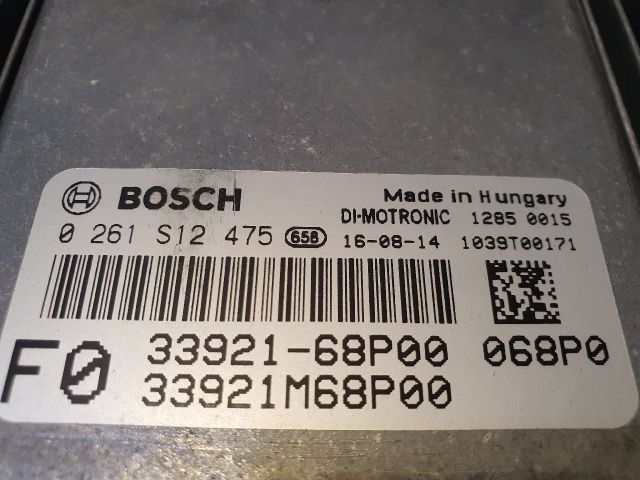 BOSCH Made in Hungary
DI-MOTRONIC 1285 0015
0 261 S12 475 658 16-08-14 1039T00171
33921-68P00 068P0
F0 33921M68P00